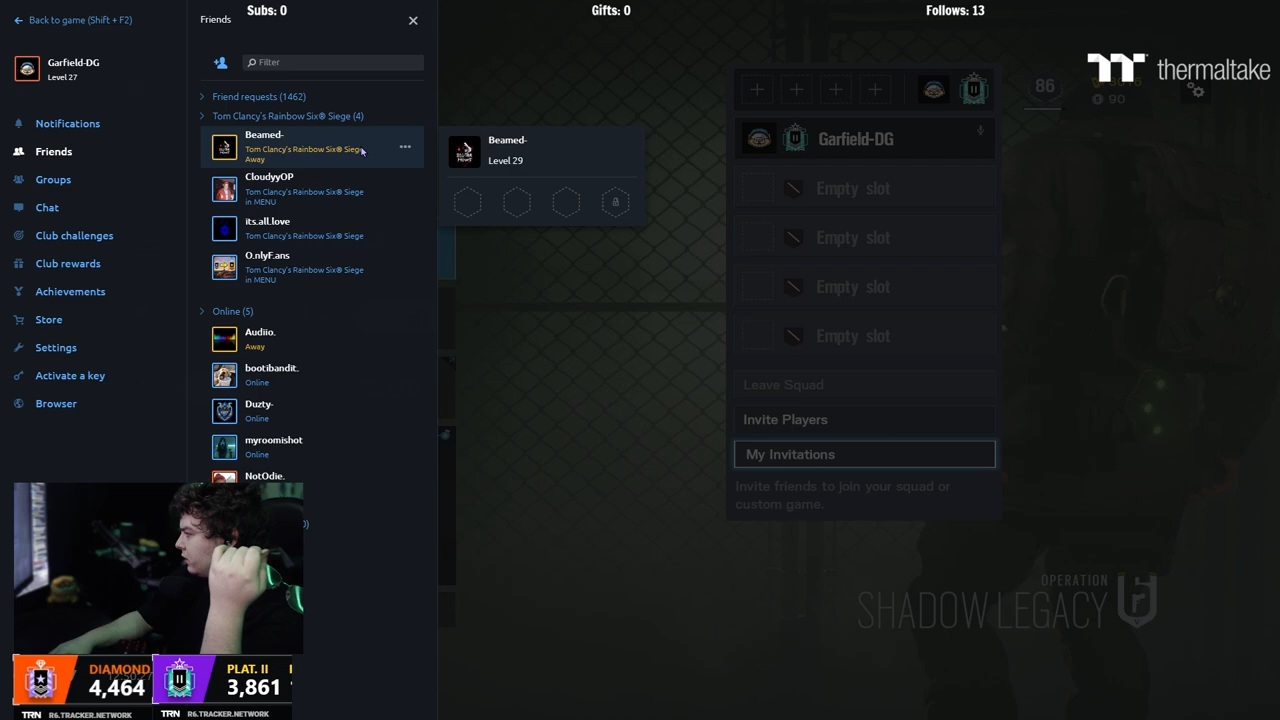 Subs: 0
Gifts: 0
Follows: 13
Back to game (Shift + F2)
Garfield-DG
Level 27
Notifications
Friends
Groups
Chat
Club challenges
Club rewards
Achievements
Store
Settings
Activate a key
Browser
Friends
Filter
Friend requests (1462)
Tom Clancy's Rainbow Six® Siege (4)
Beamed-
Tom Clancy's Rainbow Six® Siege
Away
CloudyyOP
Tom Clancy's Rainbow Six® Siege
in MENU
its.all.love
Tom Clancy's Rainbow Six® Siege
O.nlyF.ans
Tom Clancy's Rainbow Six® Siege
in MENU
Online (5)
Audiio.
Away
bootibandit.
Online
Duzty-
Online
myroomishot
Online
NotOdie.
Beamed-
Level 29
thermaltake
86
90
Garfield-DG
Empty slot
Empty slot
Empty slot
Empty slot
Leave Squad
Invite Players
My Invitations
Invite friends to join your squad or
custom game.
OPERATION
SHADOW LEGACY
DIAMOND
4,464
TRN R6.TRACKER.NETWORK
PLAT. II
3,861
TRN R6.TRACKER.NETWORK